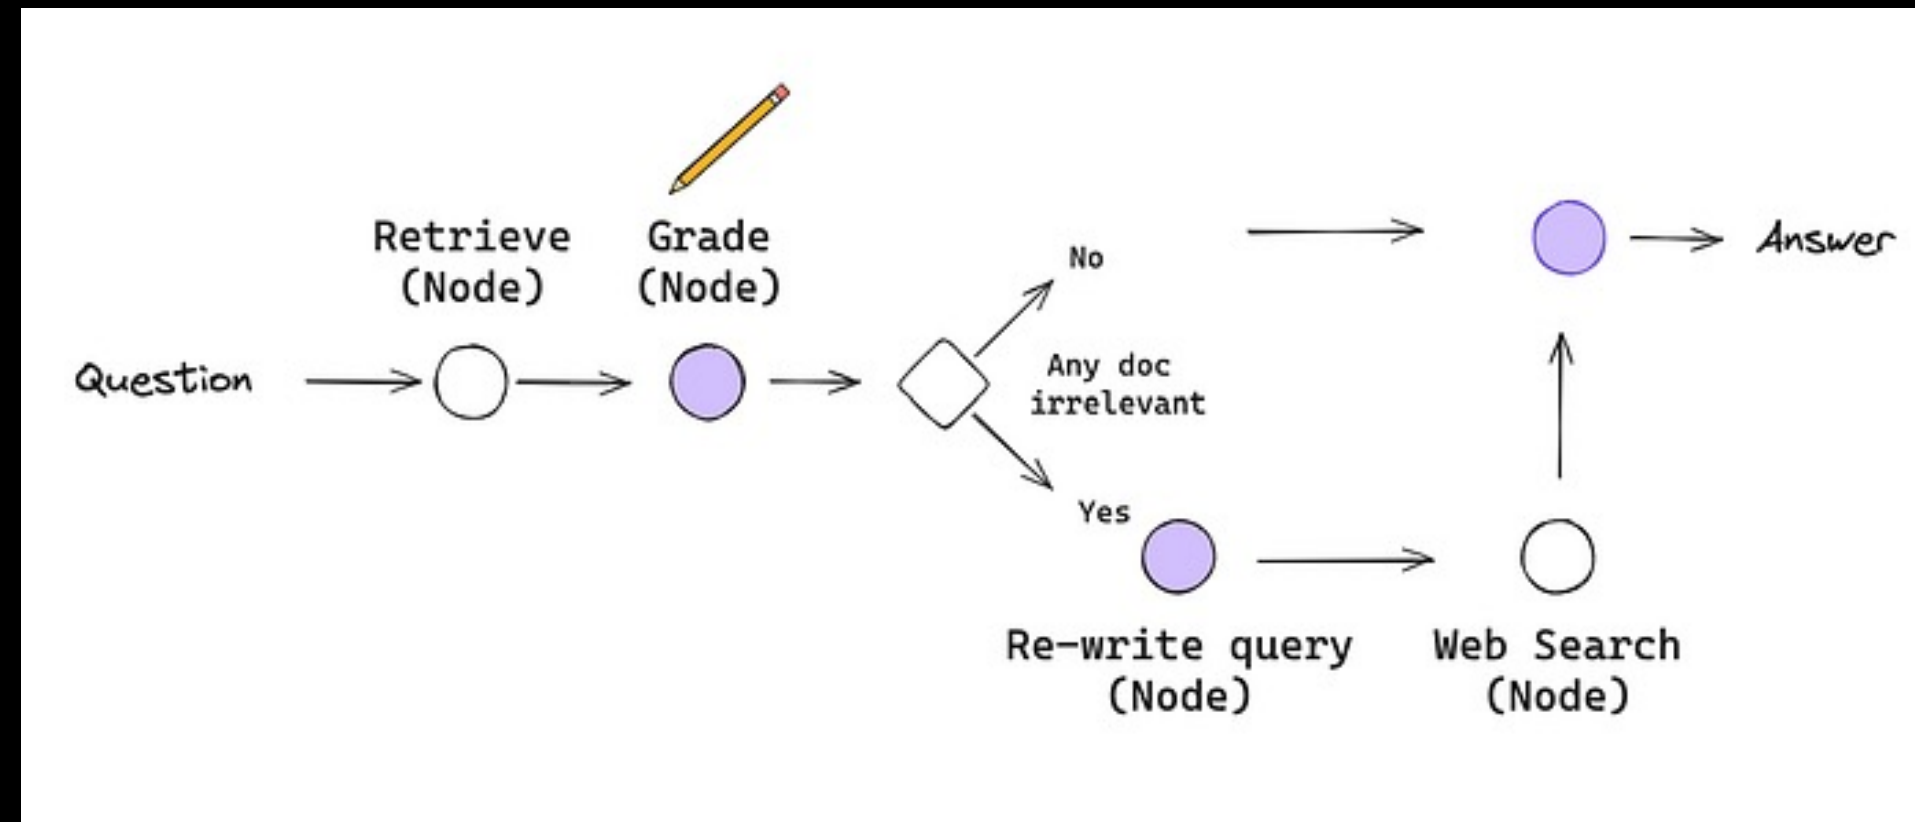 Retrieve
(Node)
Grade
(Node)
Question
No
Any doc
irrelevant
Yes
Answer
Re-write query
(Node)
Web Search
(Node)